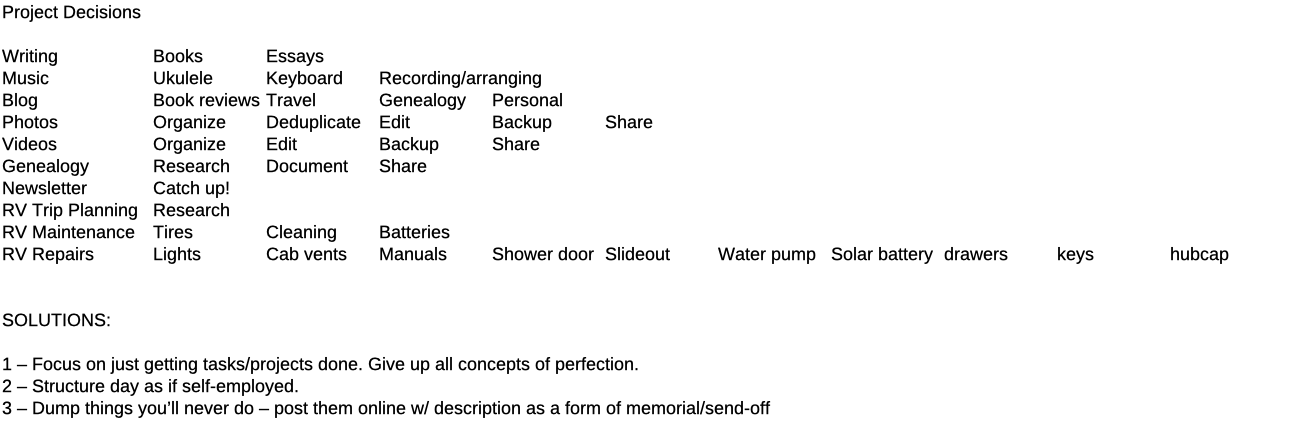 Project Decisions
Writing Books Essays
Music Ukulele Keyboard Recording/arranging
Blog Book reviews Travel Genealogy Personal
Photos Organize Deduplicate Edit Backup Share
Videos Organize Edit Backup Share
Genealogy Research Document Share
Newsletter Catch up!
RV Trip Planning Research
RV Maintenance Tires Cleaning Batteries
RV Repairs Lights Cab vents Manuals Shower door Slideout Water pump Solar battery drawers keys hubcap
SOLUTIONS:
1 – Focus on just getting tasks/projects done. Give up all concepts of perfection.
2 – Structure day as if self-employed.
3 – Dump things you’ll never do – post them online w/ description as a form of memorial/send-off